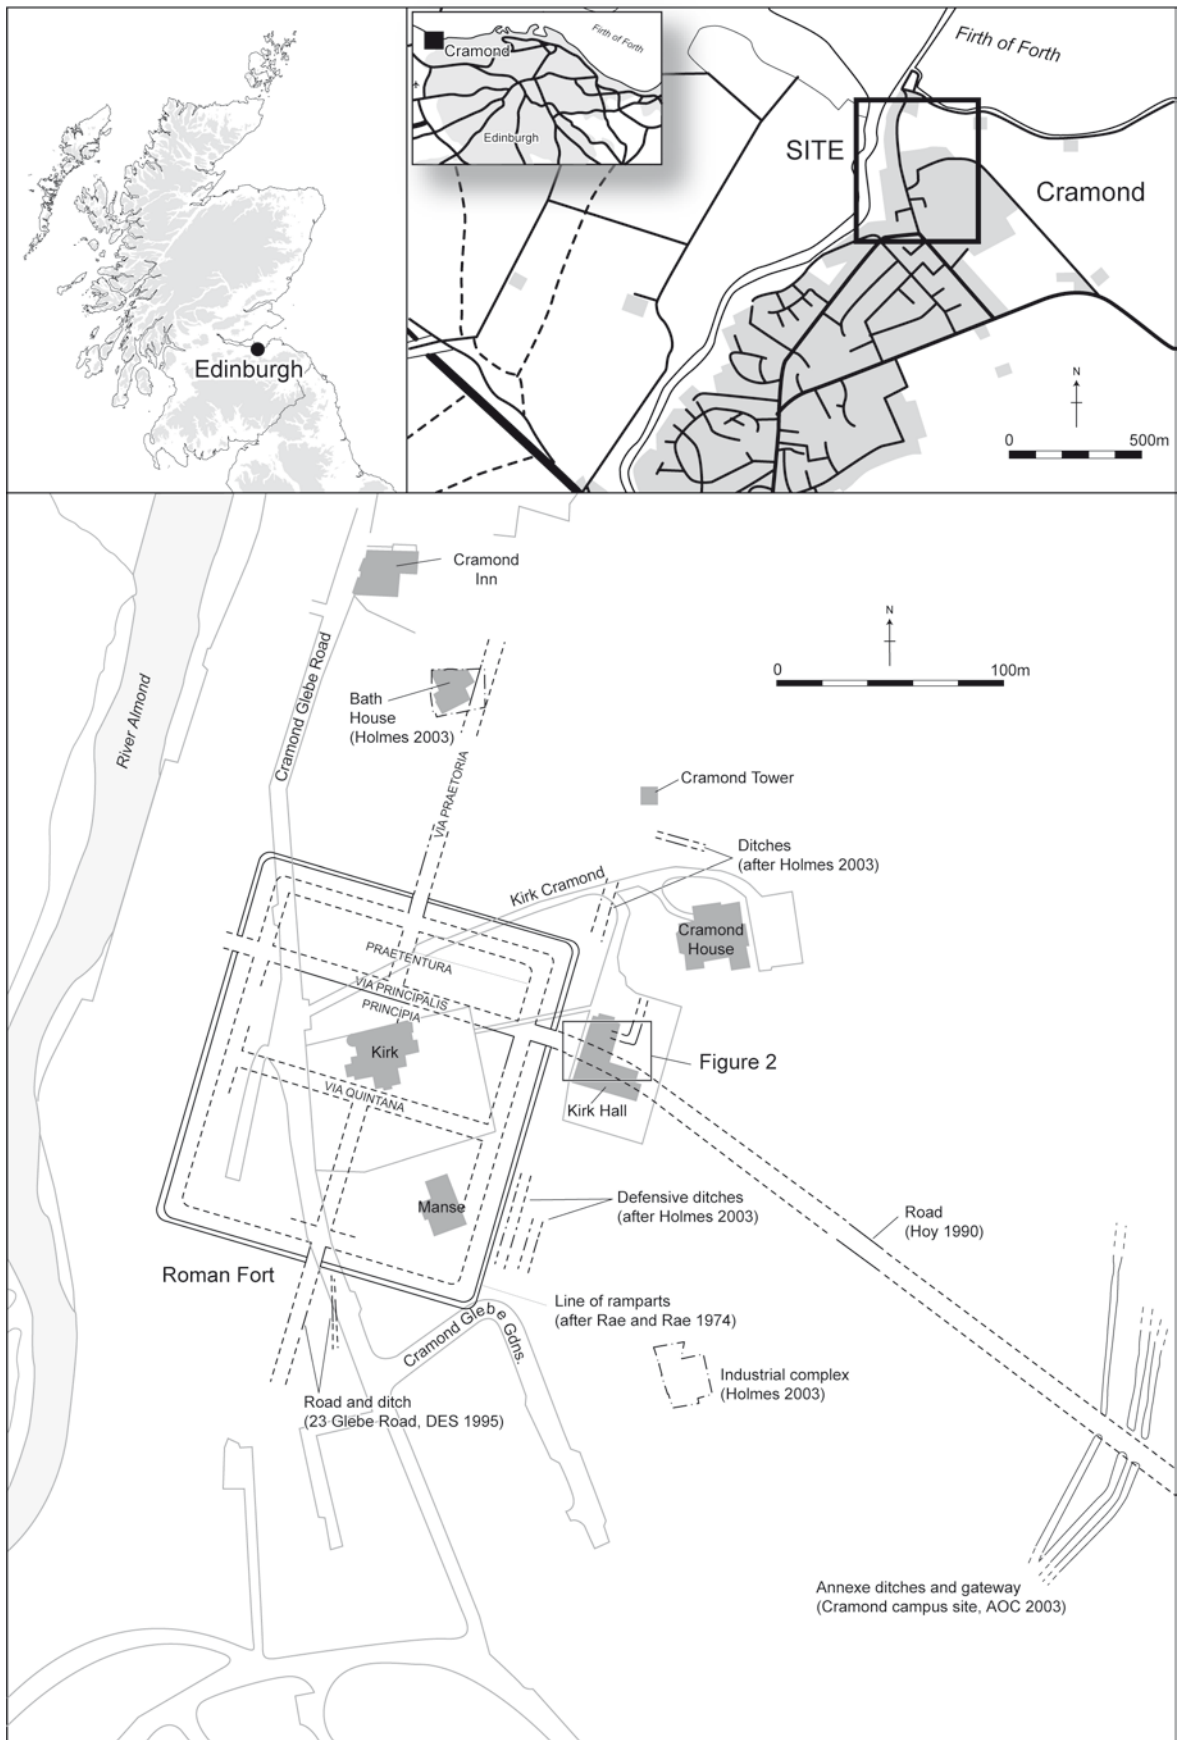 Edinburgh
Cramond
Firth of Forth
Edinburgh
Firth of Forth
SITE
Cramond
N
0 500m
Cramond
Inn
N
0 100m
River Almond
Cramond Glebe Road
Bath
House
(Holmes 2003)
VIA PRAETORIA
Cramond Tower
Ditches
(after Holmes 2003)
Kirk Cramond
Cramond
House
PRAETENTURA
VIA PRINCIPALIS
PRINCIPIA
Kirk
Figure 2
VIA QUINTANA
Kirk Hall
Manse
Defensive ditches
(after Holmes 2003)
Road
(Hoy 1990)
Roman Fort
Line of ramparts
(after Rae and Rae 1974)
Cramond Glebe Gdns.
Industrial complex
(Holmes 2003)
Road and ditch
(23 Glebe Road, DES 1995)
Annexe ditches and gateway
(Cramond campus site, AOC 2003)